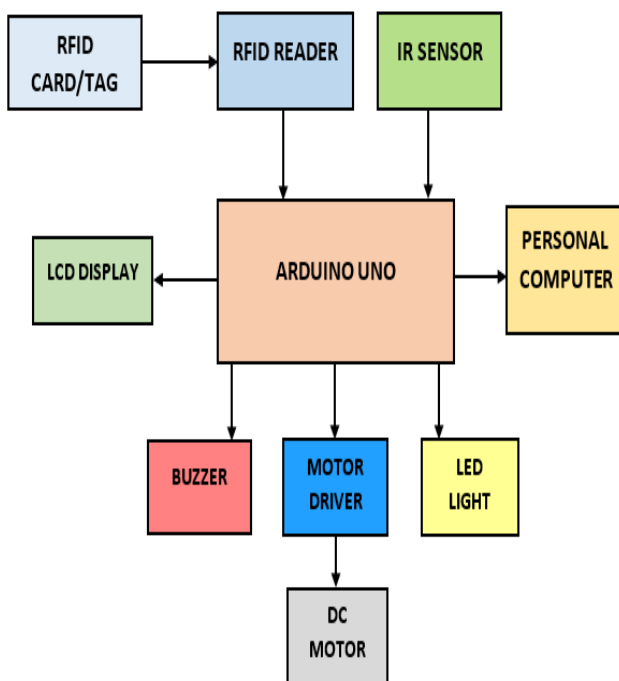 RFID
CARD/TAG
RFID READER
IR SENSOR
LCD DISPLAY
ARDUINO UNO
PERSONAL
COMPUTER
BUZZER
MOTOR
DRIVER
LED
LIGHT
DC
MOTOR